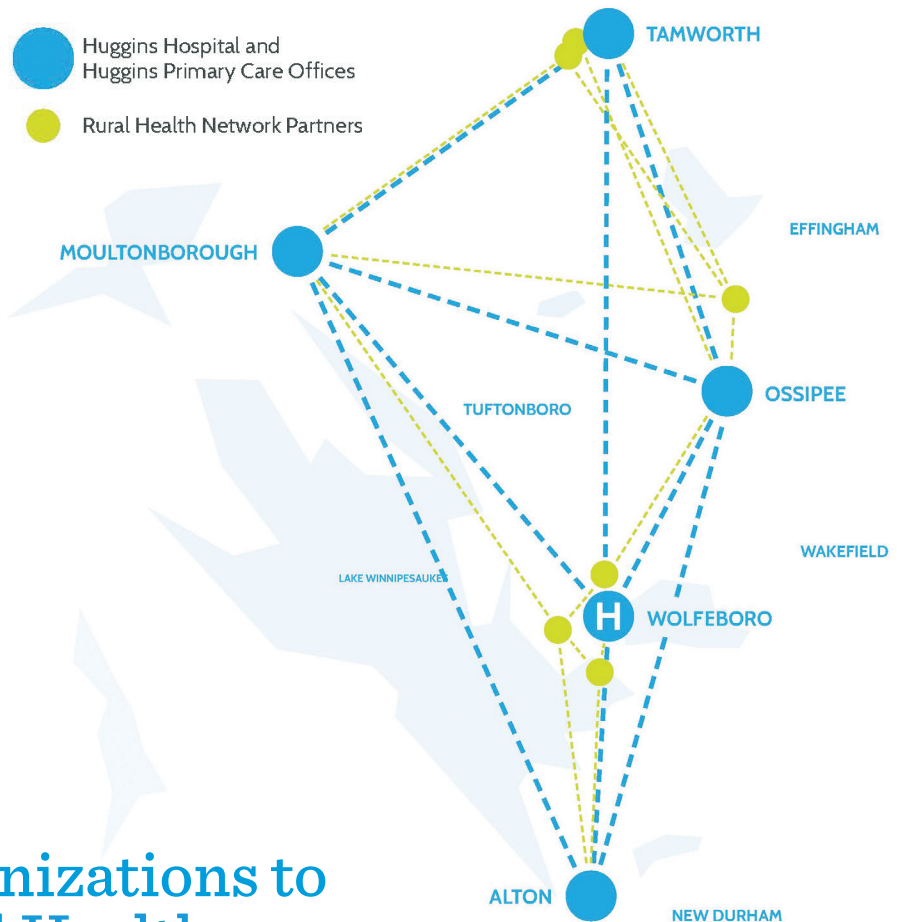 Huggins Hospital and
Huggins Primary Care Offices
Rural Health Network Partners
TAMWORTH
EFFINGHAM
MOULTONBOROUGH
OSSIPEE
TUFTONBORO
WAKEFIELD
LAKE WINNIPESAUKEE
H
WOLFEBORO
nizations to
ALTON
NEW DURHAM